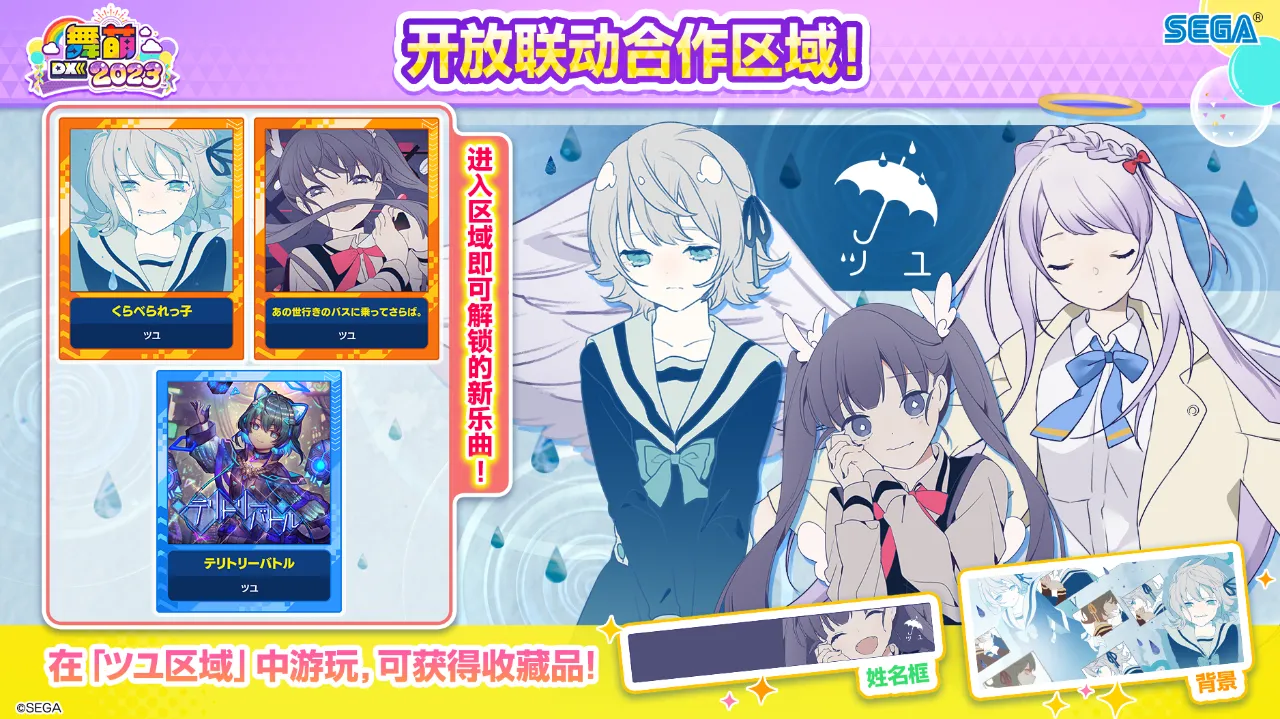 舞萌
DX 2023
开放联动合作区域!
SEGA®
くらべられっ子
ツユ
あの世行きのバスに乗ってさらば。
ツユ
テリトリーバトル
テリトリーバトル
ツユ
进入区域即可解锁的新乐曲!
ツユ
在「ツユ区域」中游玩,可获得收藏品!
姓名框
背景
©SEGA